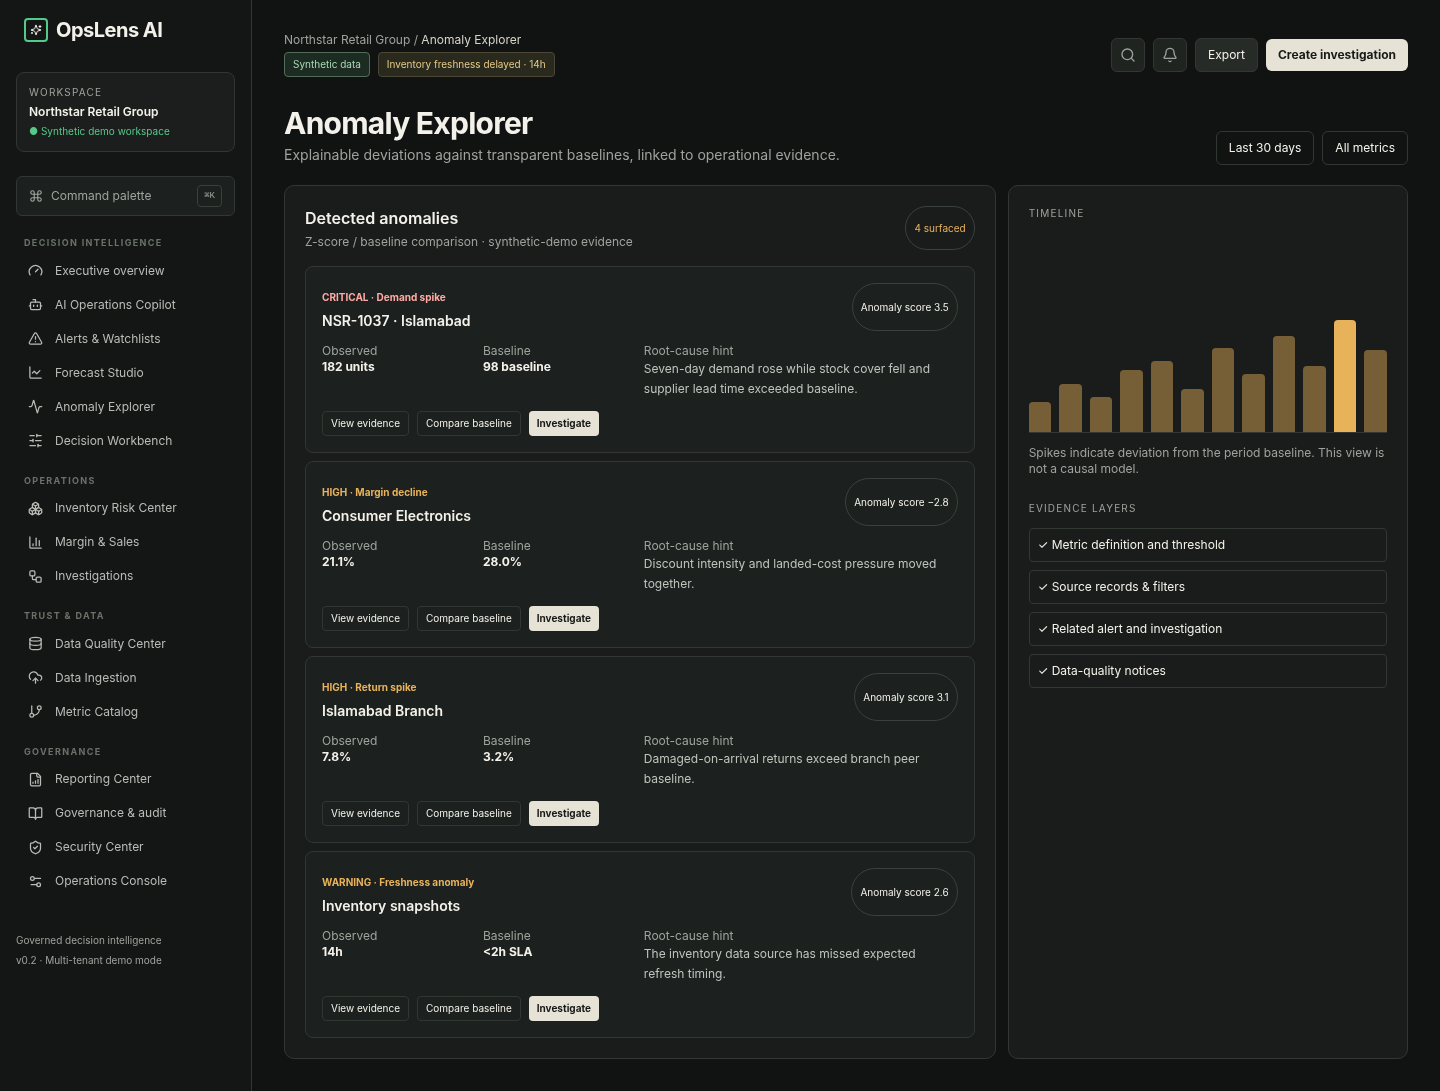 OpsLens AI
WORKSPACE
Northstar Retail Group
Synthetic demo workspace
Command palette
⌘K
DECISION INTELLIGENCE
Executive overview
AI Operations Copilot
Alerts & Watchlists
Forecast Studio
Anomaly Explorer
Decision Workbench
OPERATIONS
Inventory Risk Center
Margin & Sales
Investigations
TRUST & DATA
Data Quality Center
Data Ingestion
Metric Catalog
GOVERNANCE
Reporting Center
Governance & audit
Security Center
Operations Console
Governed decision intelligence
v0.2 · Multi-tenant demo mode
Northstar Retail Group / Anomaly Explorer
Synthetic data
Inventory freshness delayed · 14h
Export
Create investigation
Anomaly Explorer
Explainable deviations against transparent baselines, linked to operational evidence.
Last 30 days
All metrics
Detected anomalies
Z-score / baseline comparison · synthetic-demo evidence
4 surfaced
CRITICAL · Demand spike
NSR-1037 · Islamabad
Anomaly score 3.5
Observed
182 units
Baseline
98 baseline
Root-cause hint
Seven-day demand rose while stock cover fell and
supplier lead time exceeded baseline.
View evidence
Compare baseline
Investigate
HIGH · Margin decline
Consumer Electronics
Anomaly score −2.8
Observed
21.1%
Baseline
28.0%
Root-cause hint
Discount intensity and landed-cost pressure moved
together.
View evidence
Compare baseline
Investigate
HIGH · Return spike
Islamabad Branch
Anomaly score 3.1
Observed
7.8%
Baseline
3.2%
Root-cause hint
Damaged-on-arrival returns exceed branch peer
baseline.
View evidence
Compare baseline
Investigate
WARNING · Freshness anomaly
Inventory snapshots
Anomaly score 2.6
Observed
14h
Baseline
<2h SLA
Root-cause hint
The inventory data source has missed expected
refresh timing.
View evidence
Compare baseline
Investigate
TIMELINE
Spikes indicate deviation from the period baseline. This view is
not a causal model.
EVIDENCE LAYERS
✓ Metric definition and threshold
✓ Source records & filters
✓ Related alert and investigation
✓ Data-quality notices